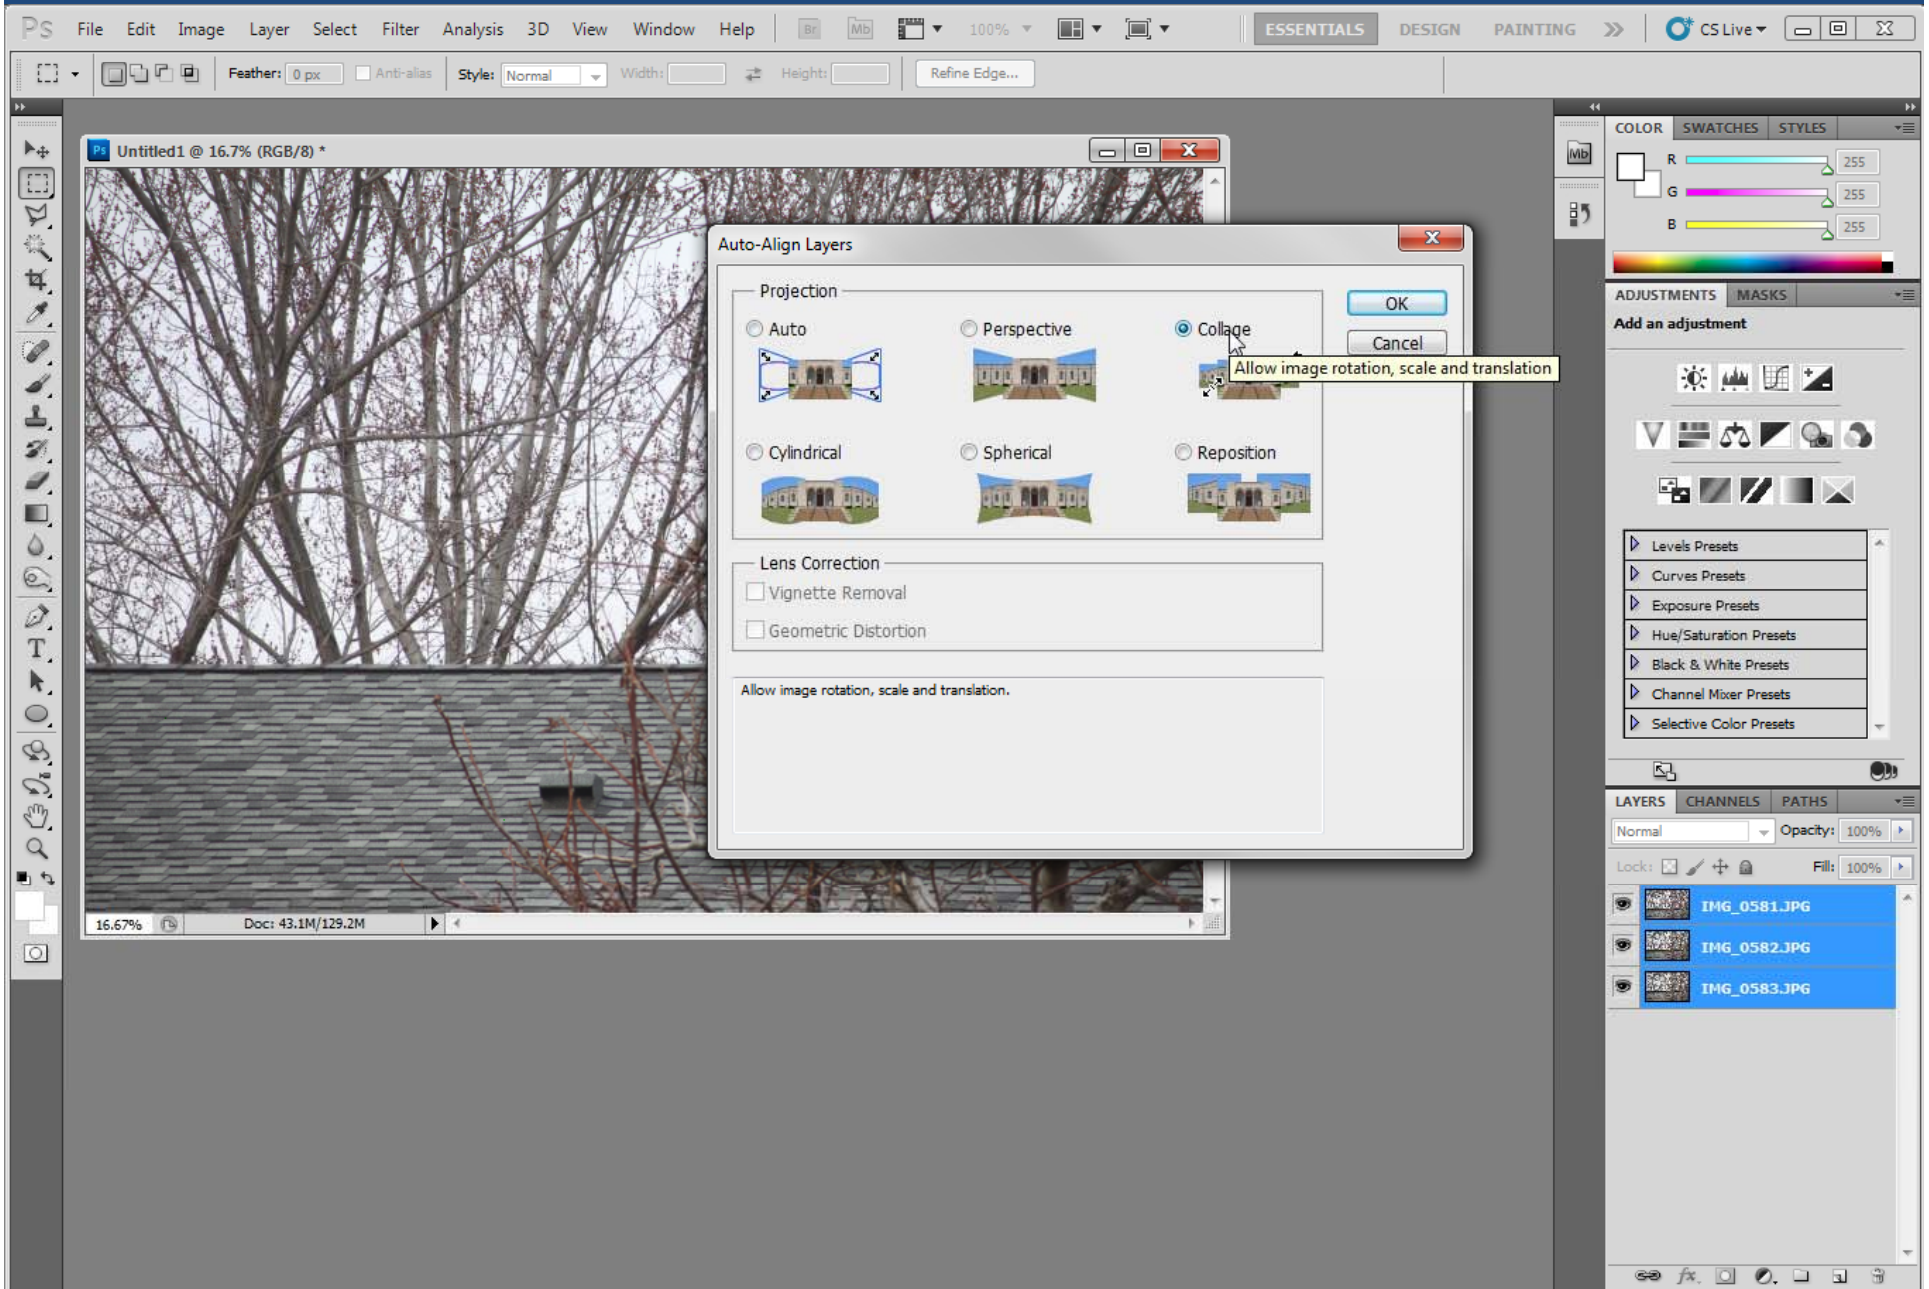 Ps File Edit Image Layer Select Filter Analysis 3D View Window Help Br Mb 100% ESSENTIALS DESIGN PAINTING CS Live
Feather: 0 px Anti-alias Style: Normal Width: Height: Refine Edge...
Ps Untitled1 @ 16.7% (RGB/8) *
Auto-Align Layers
Projection
OK
Auto Perspective Collage
Cancel
Allow image rotation, scale and translation
Cylindrical Spherical Reposition
Lens Correction
Vignette Removal
Geometric Distortion
Allow image rotation, scale and translation.
16.67% Doc: 43.1M/129.2M
T
Mb
COLOR SWATCHES STYLES
R 255
G 255
B 255
ADJUSTMENTS MASKS
Add an adjustment
V
Levels Presets
Curves Presets
Exposure Presets
Hue/Saturation Presets
Black & White Presets
Channel Mixer Presets
Selective Color Presets
LAYERS CHANNELS PATHS
Normal Opacity: 100%
Lock: Fill: 100%
IMG_0581.JPG
IMG_0582.JPG
IMG_0583.JPG
fx.